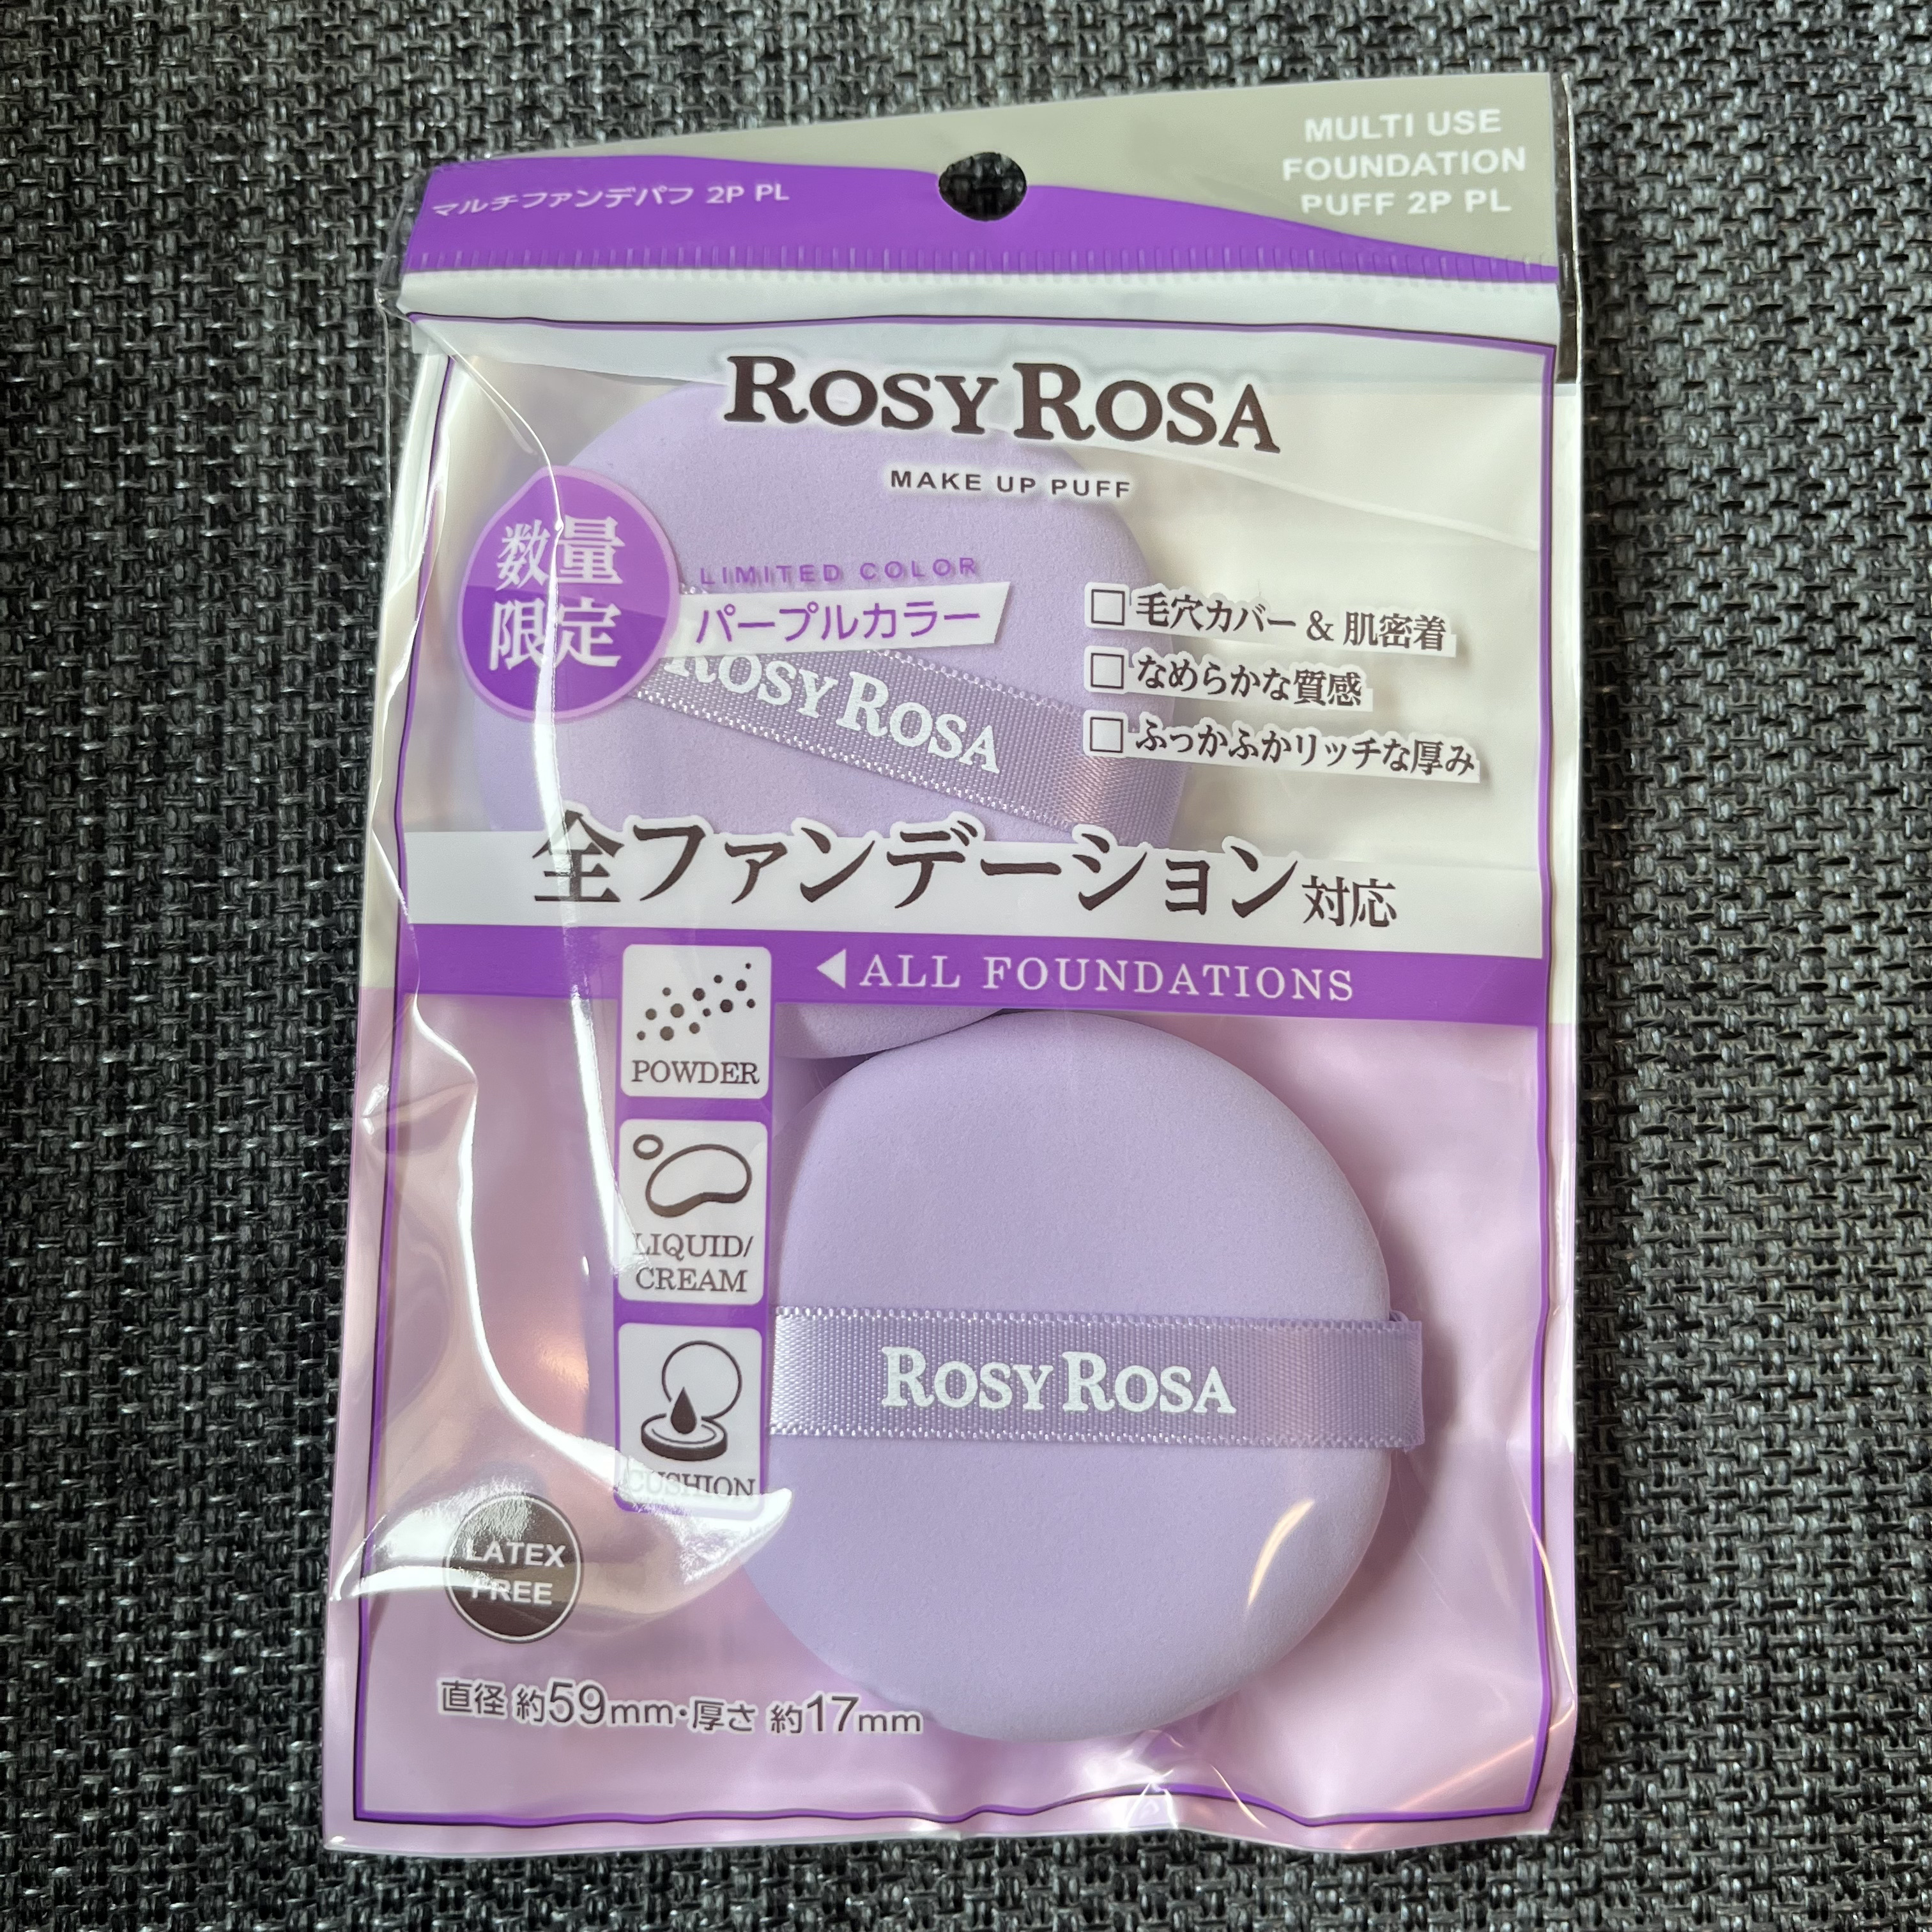 マルチファンデパフ 2P PL
MULTI USE
FOUNDATION
PUFF 2P PL
ROSY ROSA
MAKE UP PUFF
数量
限定
LIMITED COLOR
パープルカラー
ROSY ROSA
□毛穴カバー & 肌密着
□なめらかな質感
□ふっかふかリッチな厚み
全ファンデーション対応
◀ALL FOUNDATIONS
POWDER
LIQUID/
CREAM
CUSHION
ROSY ROSA
LATEX
FREE
直径 約59mm・厚さ 約17mm